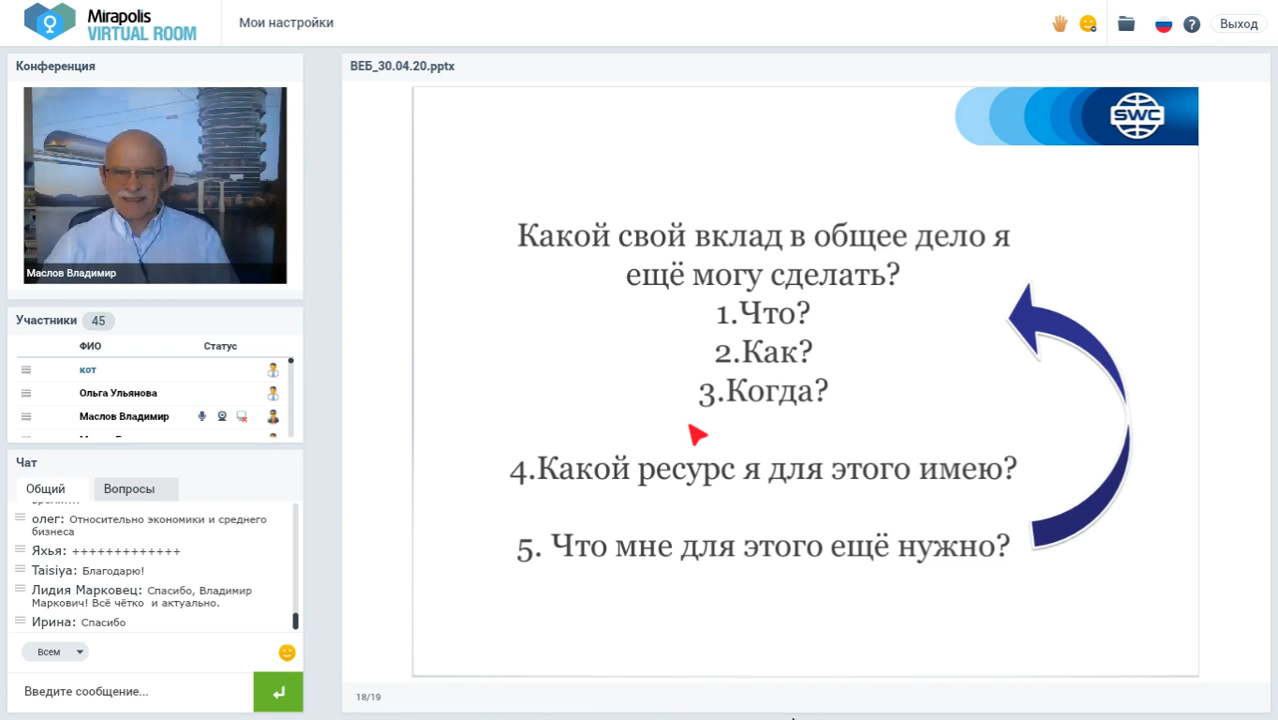 Mirapolis
VIRTUAL ROOM
Мои настройки
?
Выход
Конференция
Маслов Владимир
Участники 45
ФИО Статус
кот
Ольга Ульянова
Маслов Владимир
Чат
Общий Вопросы
олег: Относительно экономики и среднего
бизнеса
Яхья: +++++++++++++
Taisiya: Благодарю!
Лидия Марковец: Спасибо, Владимир
Маркович! Всё чётко и актуально.
Ирина: Спасибо
Всем
Введите сообщение...
ВЕБ_30.04.20.pptx
SWC
Какой свой вклад в общее дело я
ещё могу сделать?
1.Что?
2.Как?
3.Когда?
4.Какой ресурс я для этого имею?
5. Что мне для этого ещё нужно?
18/19